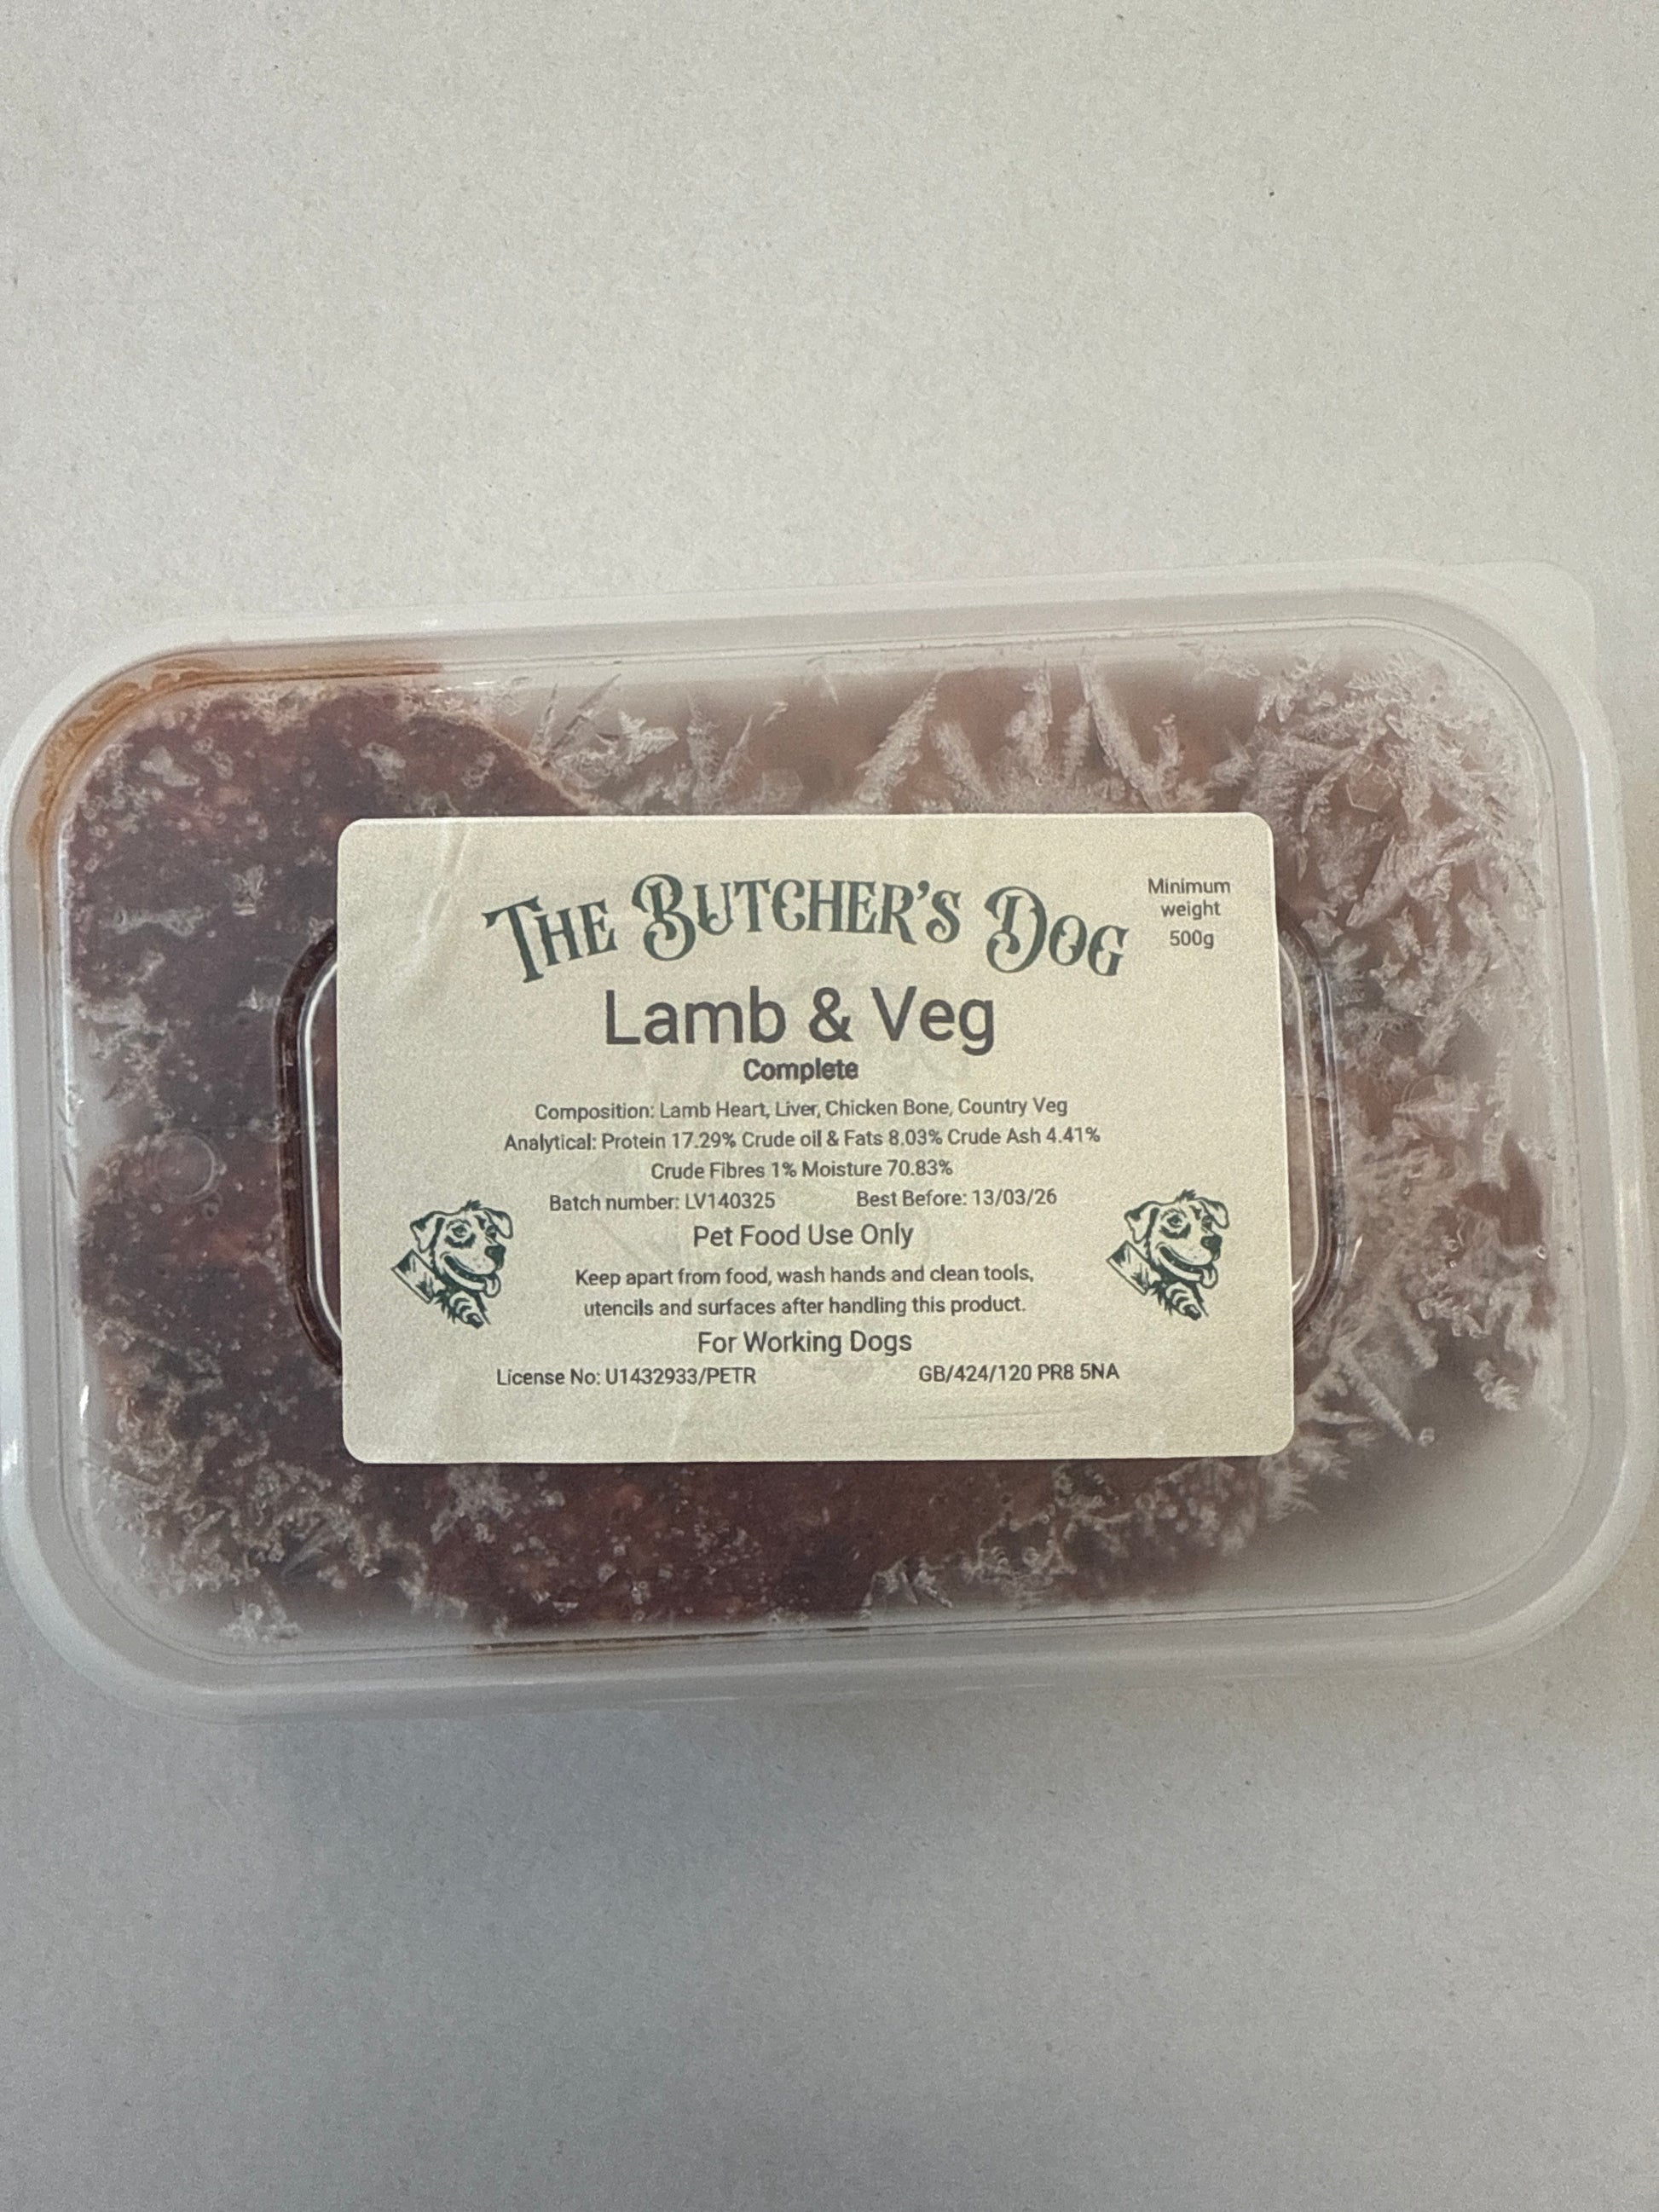 THE BUTCHER'S DOG
Minimum
weight
500g
Lamb & Veg
Complete
Composition: Lamb Heart, Liver, Chicken Bone, Country Veg
Analytical: Protein 17.29% Crude oil & Fats 8.03% Crude Ash 4.41%
Crude Fibres 1% Moisture 70.83%
Batch number: LV140325 Best Before: 13/03/26
Pet Food Use Only
Keep apart from food, wash hands and clean tools,
utencils and surfaces after handling this product.
For Working Dogs
License No: U1432933/PETR GB/424/120 PR8 5NA